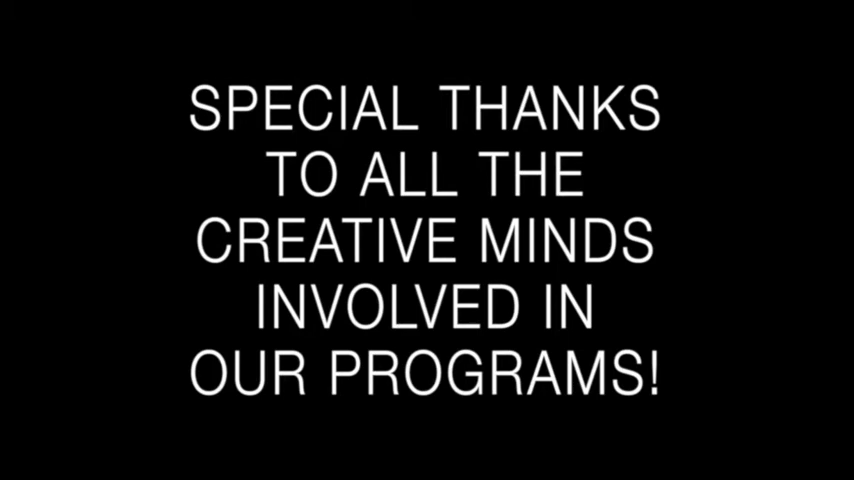 SPECIAL THANKS
TO ALL THE
CREATIVE MINDS
INVOLVED IN
OUR PROGRAMS!